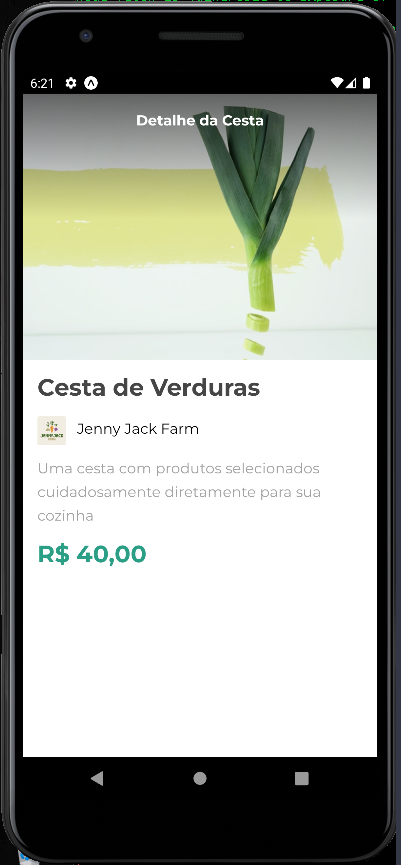 6:21
Detalhe da Cesta
Cesta de Verduras
Jenny Jack Farm
Uma cesta com produtos selecionados
cuidadosamente diretamente para sua
cozinha
R$ 40,00